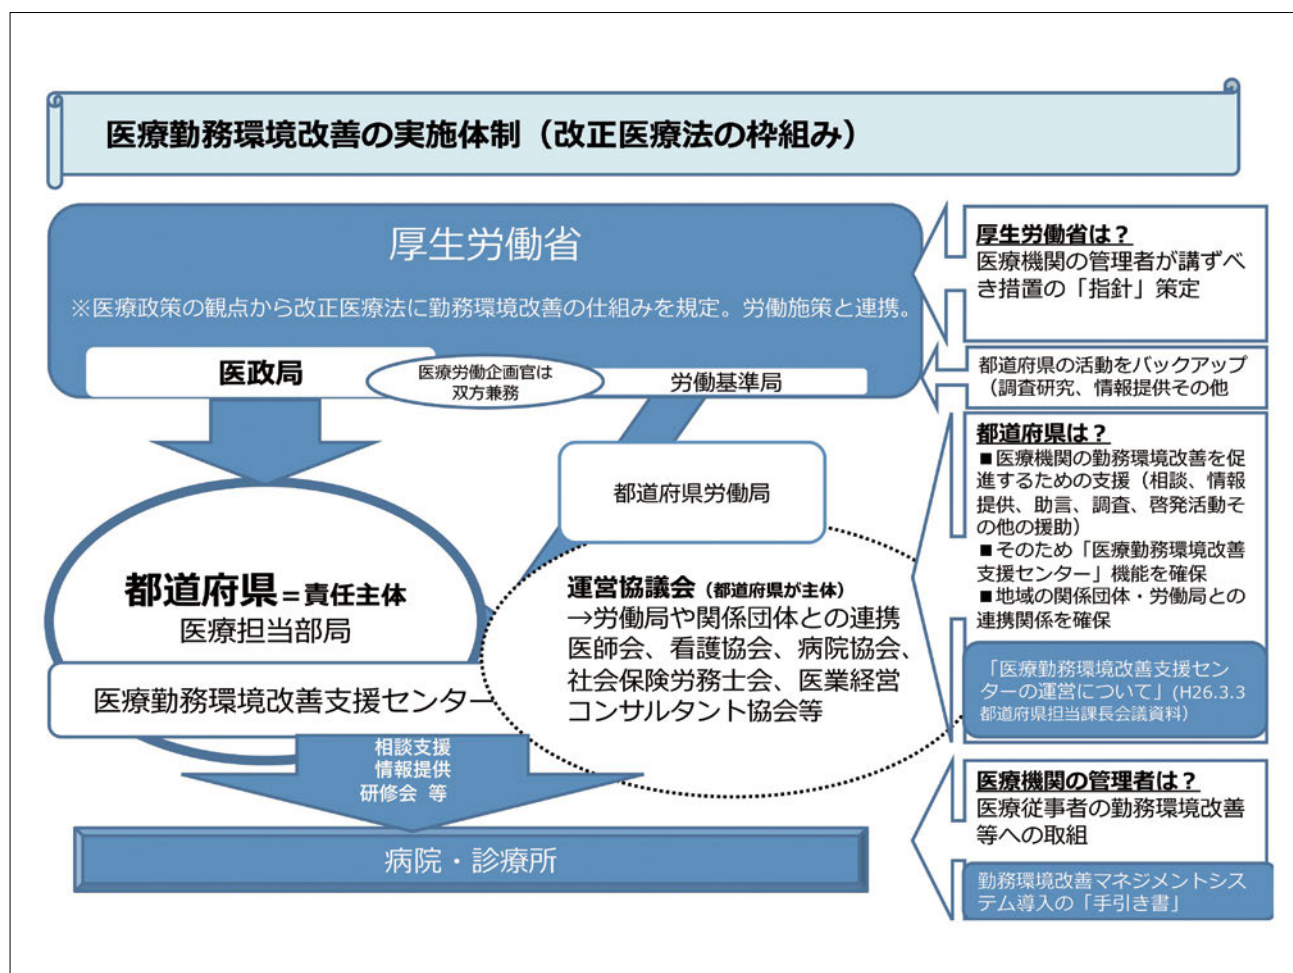 医療勤務環境改善の実施体制（改正医療法の枠組み）
厚生労働省
※医療政策の観点から改正医療法に勤務環境改善の仕組みを規定。労働施策と連携。
医政局
医療労働企画官は
双方兼務
労働基準局
都道府県労働局
都道府県＝責任主体
医療担当部局
医療勤務環境改善支援センター
運営協議会（都道府県が主体）
→労働局や関係団体との連携
医師会、看護協会、病院協会、
社会保険労務士会、医業経営
コンサルタント協会等
相談支援
情報提供
研修会 等
病院・診療所
厚生労働省は？
医療機関の管理者が講ずべ
き措置の「指針」策定
都道府県の活動をバックアップ
（調査研究、情報提供その他
都道府県は？
■医療機関の勤務環境改善を促
進するための支援（相談、情報
提供、助言、調査、啓発活動そ
の他の援助）
■そのため「医療勤務環境改善
支援センター」機能を確保
■地域の関係団体・労働局との
連携関係を確保
「医療勤務環境改善支援セン
ターの運営について」(H26.3.3
都道府県担当課長会議資料）
医療機関の管理者は？
医療従事者の勤務環境改善
等への取組
勤務環境改善マネジメントシス
テム導入の「手引き書」